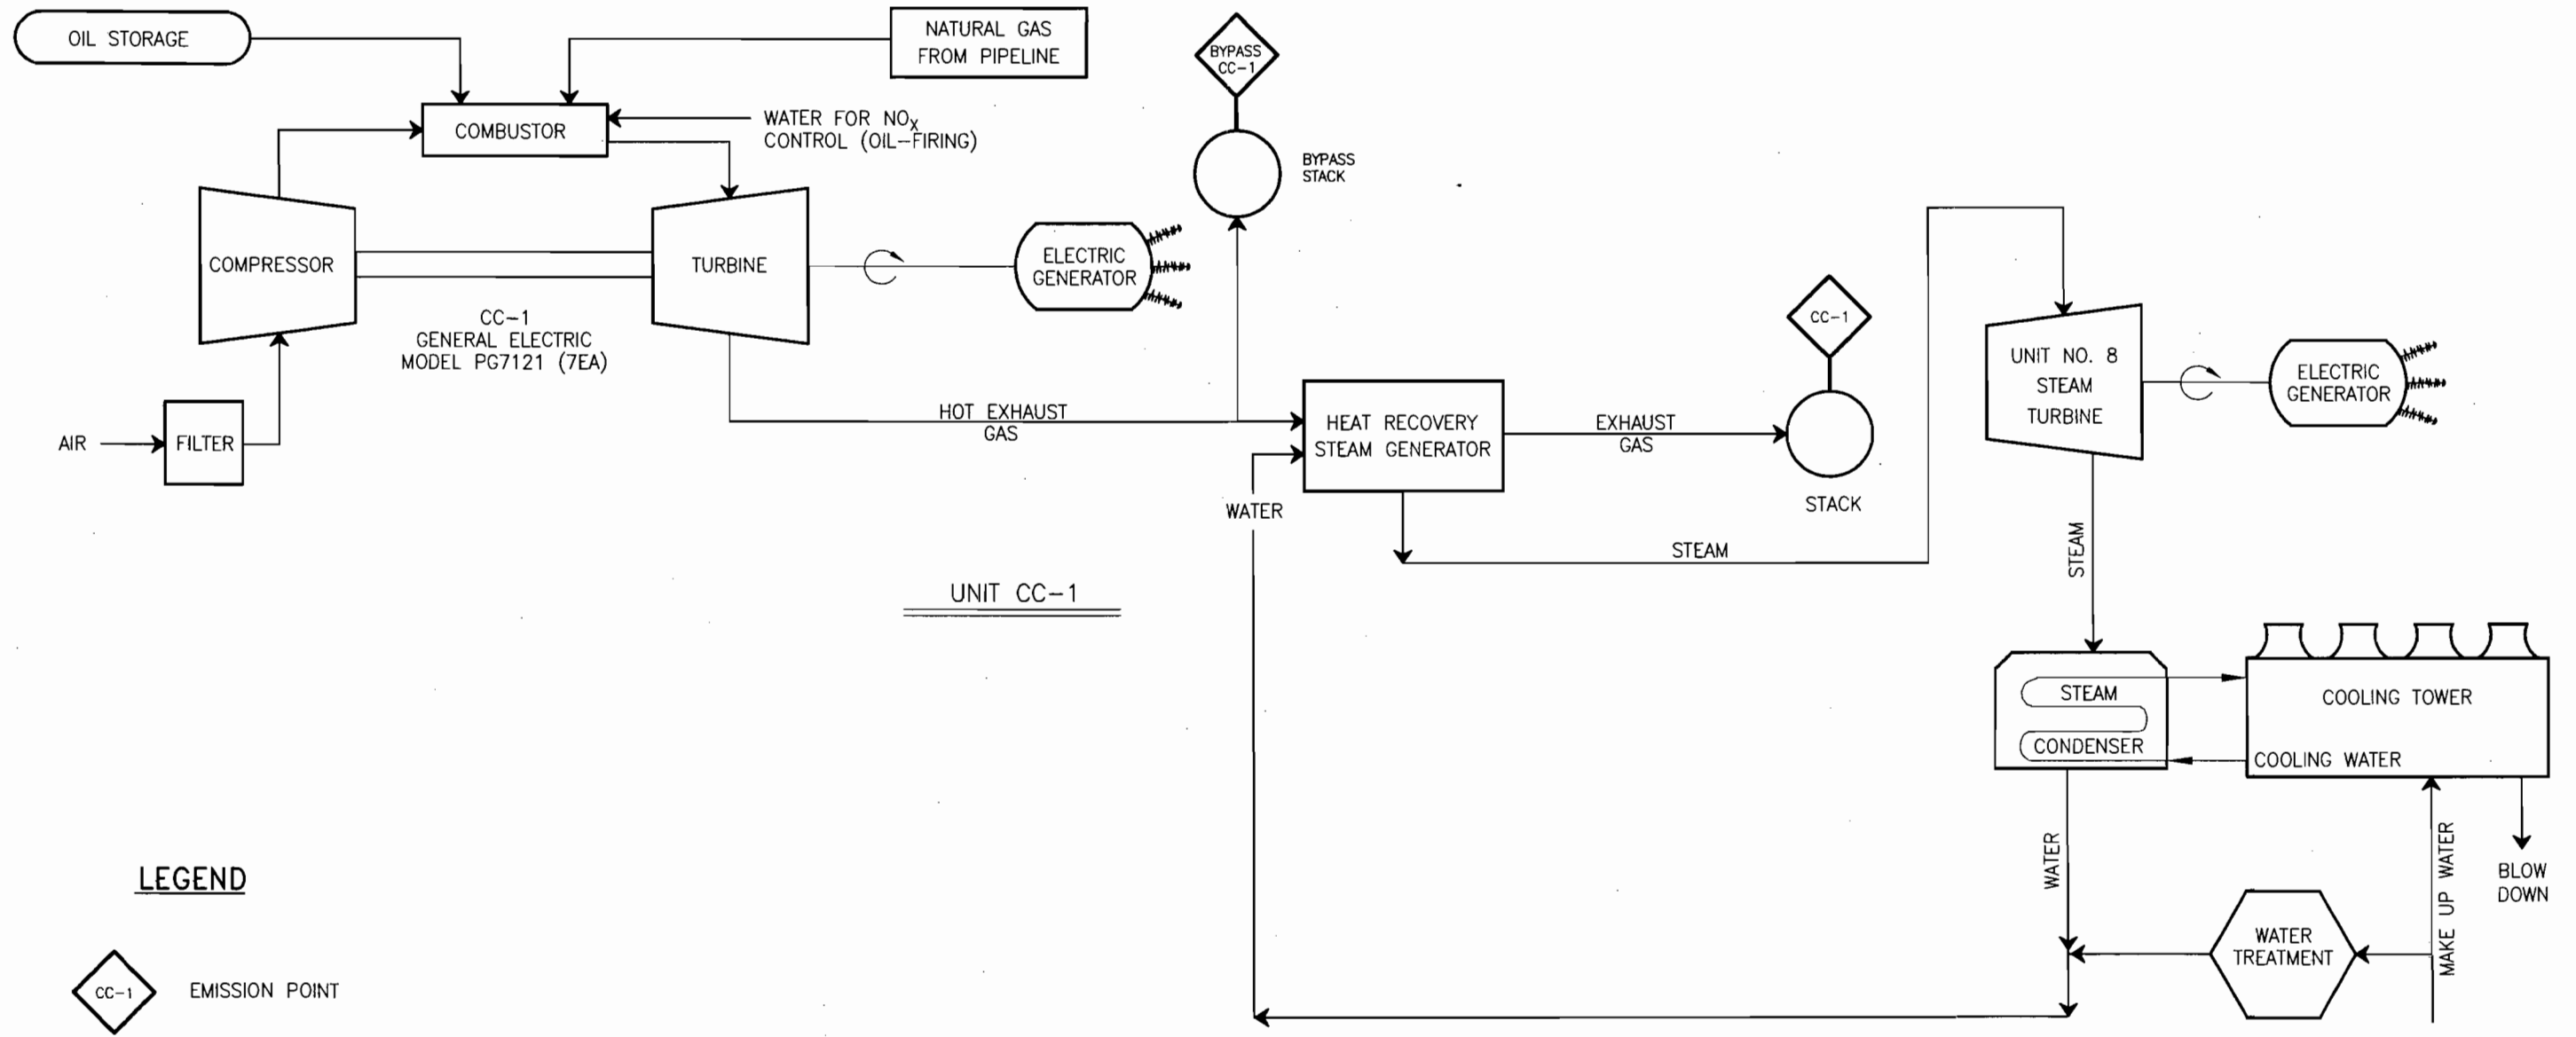 OIL STORAGE
NATURAL GAS
FROM PIPELINE
BYPASS
CC-1
COMBUSTOR
WATER FOR NOX
CONTROL (OIL-FIRING)
BYPASS
STACK
COMPRESSOR
TURBINE
ELECTRIC
GENERATOR
CC-1
GENERAL ELECTRIC
MODEL PG7121 (7EA)
AIR
FILTER
HOT EXHAUST
GAS
HEAT RECOVERY
STEAM GENERATOR
EXHAUST
GAS
CC-1
STACK
UNIT NO. 8
STEAM
TURBINE
ELECTRIC
GENERATOR
WATER
STEAM
STEAM
UNIT CC-1
STEAM
CONDENSER
COOLING TOWER
COOLING WATER
WATER
MAKE UP WATER
BLOW
DOWN
WATER
TREATMENT
LEGEND
CC-1
EMISSION POINT